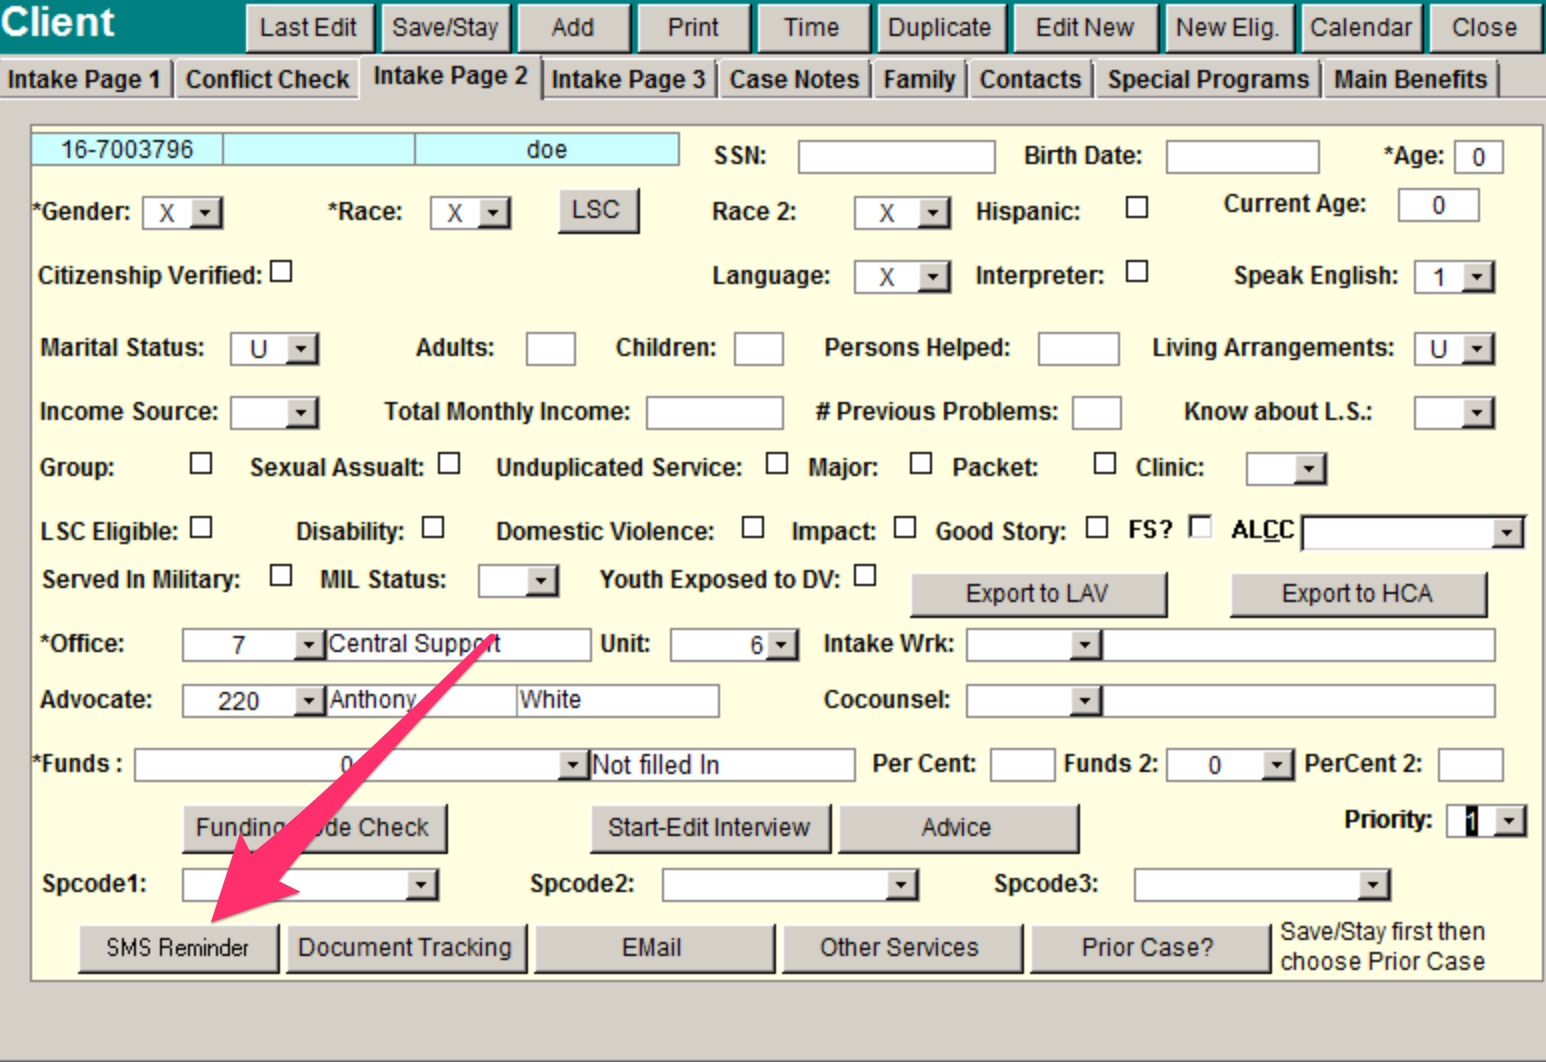 Client Last Edit Save/Stay Add Print Time Duplicate Edit New New Elig. Calendar Close
Intake Page 1 Conflict Check Intake Page 2 Intake Page 3 Case Notes Family Contacts Special Programs Main Benefits
16-7003796 doe SSN: Birth Date: *Age: 0
*Gender: X *Race: X LSC Race 2: X Hispanic: Current Age: 0
Citizenship Verified: Language: X Interpreter: Speak English: 1
Marital Status: U Adults: Children: Persons Helped: Living Arrangements: U
Income Source: Total Monthly Income: # Previous Problems: Know about L.S.:
Group: Sexual Assualt: Unduplicated Service: Major: Packet: Clinic:
LSC Eligible: Disability: Domestic Violence: Impact: Good Story: FS? ALCC
Served In Military: MIL Status: Youth Exposed to DV: Export to LAV Export to HCA
*Office: 7 Central Support Unit: 6 Intake Wrk:
Advocate: 220 Anthony White Cocounsel:
*Funds : 0 Not filled In Per Cent: Funds 2: 0 PerCent 2:
Funding Code Check Start-Edit Interview Advice Priority: 1
Spcode1: Spcode2: Spcode3:
SMS Reminder Document Tracking EMail Other Services Prior Case? Save/Stay first then
choose Prior Case